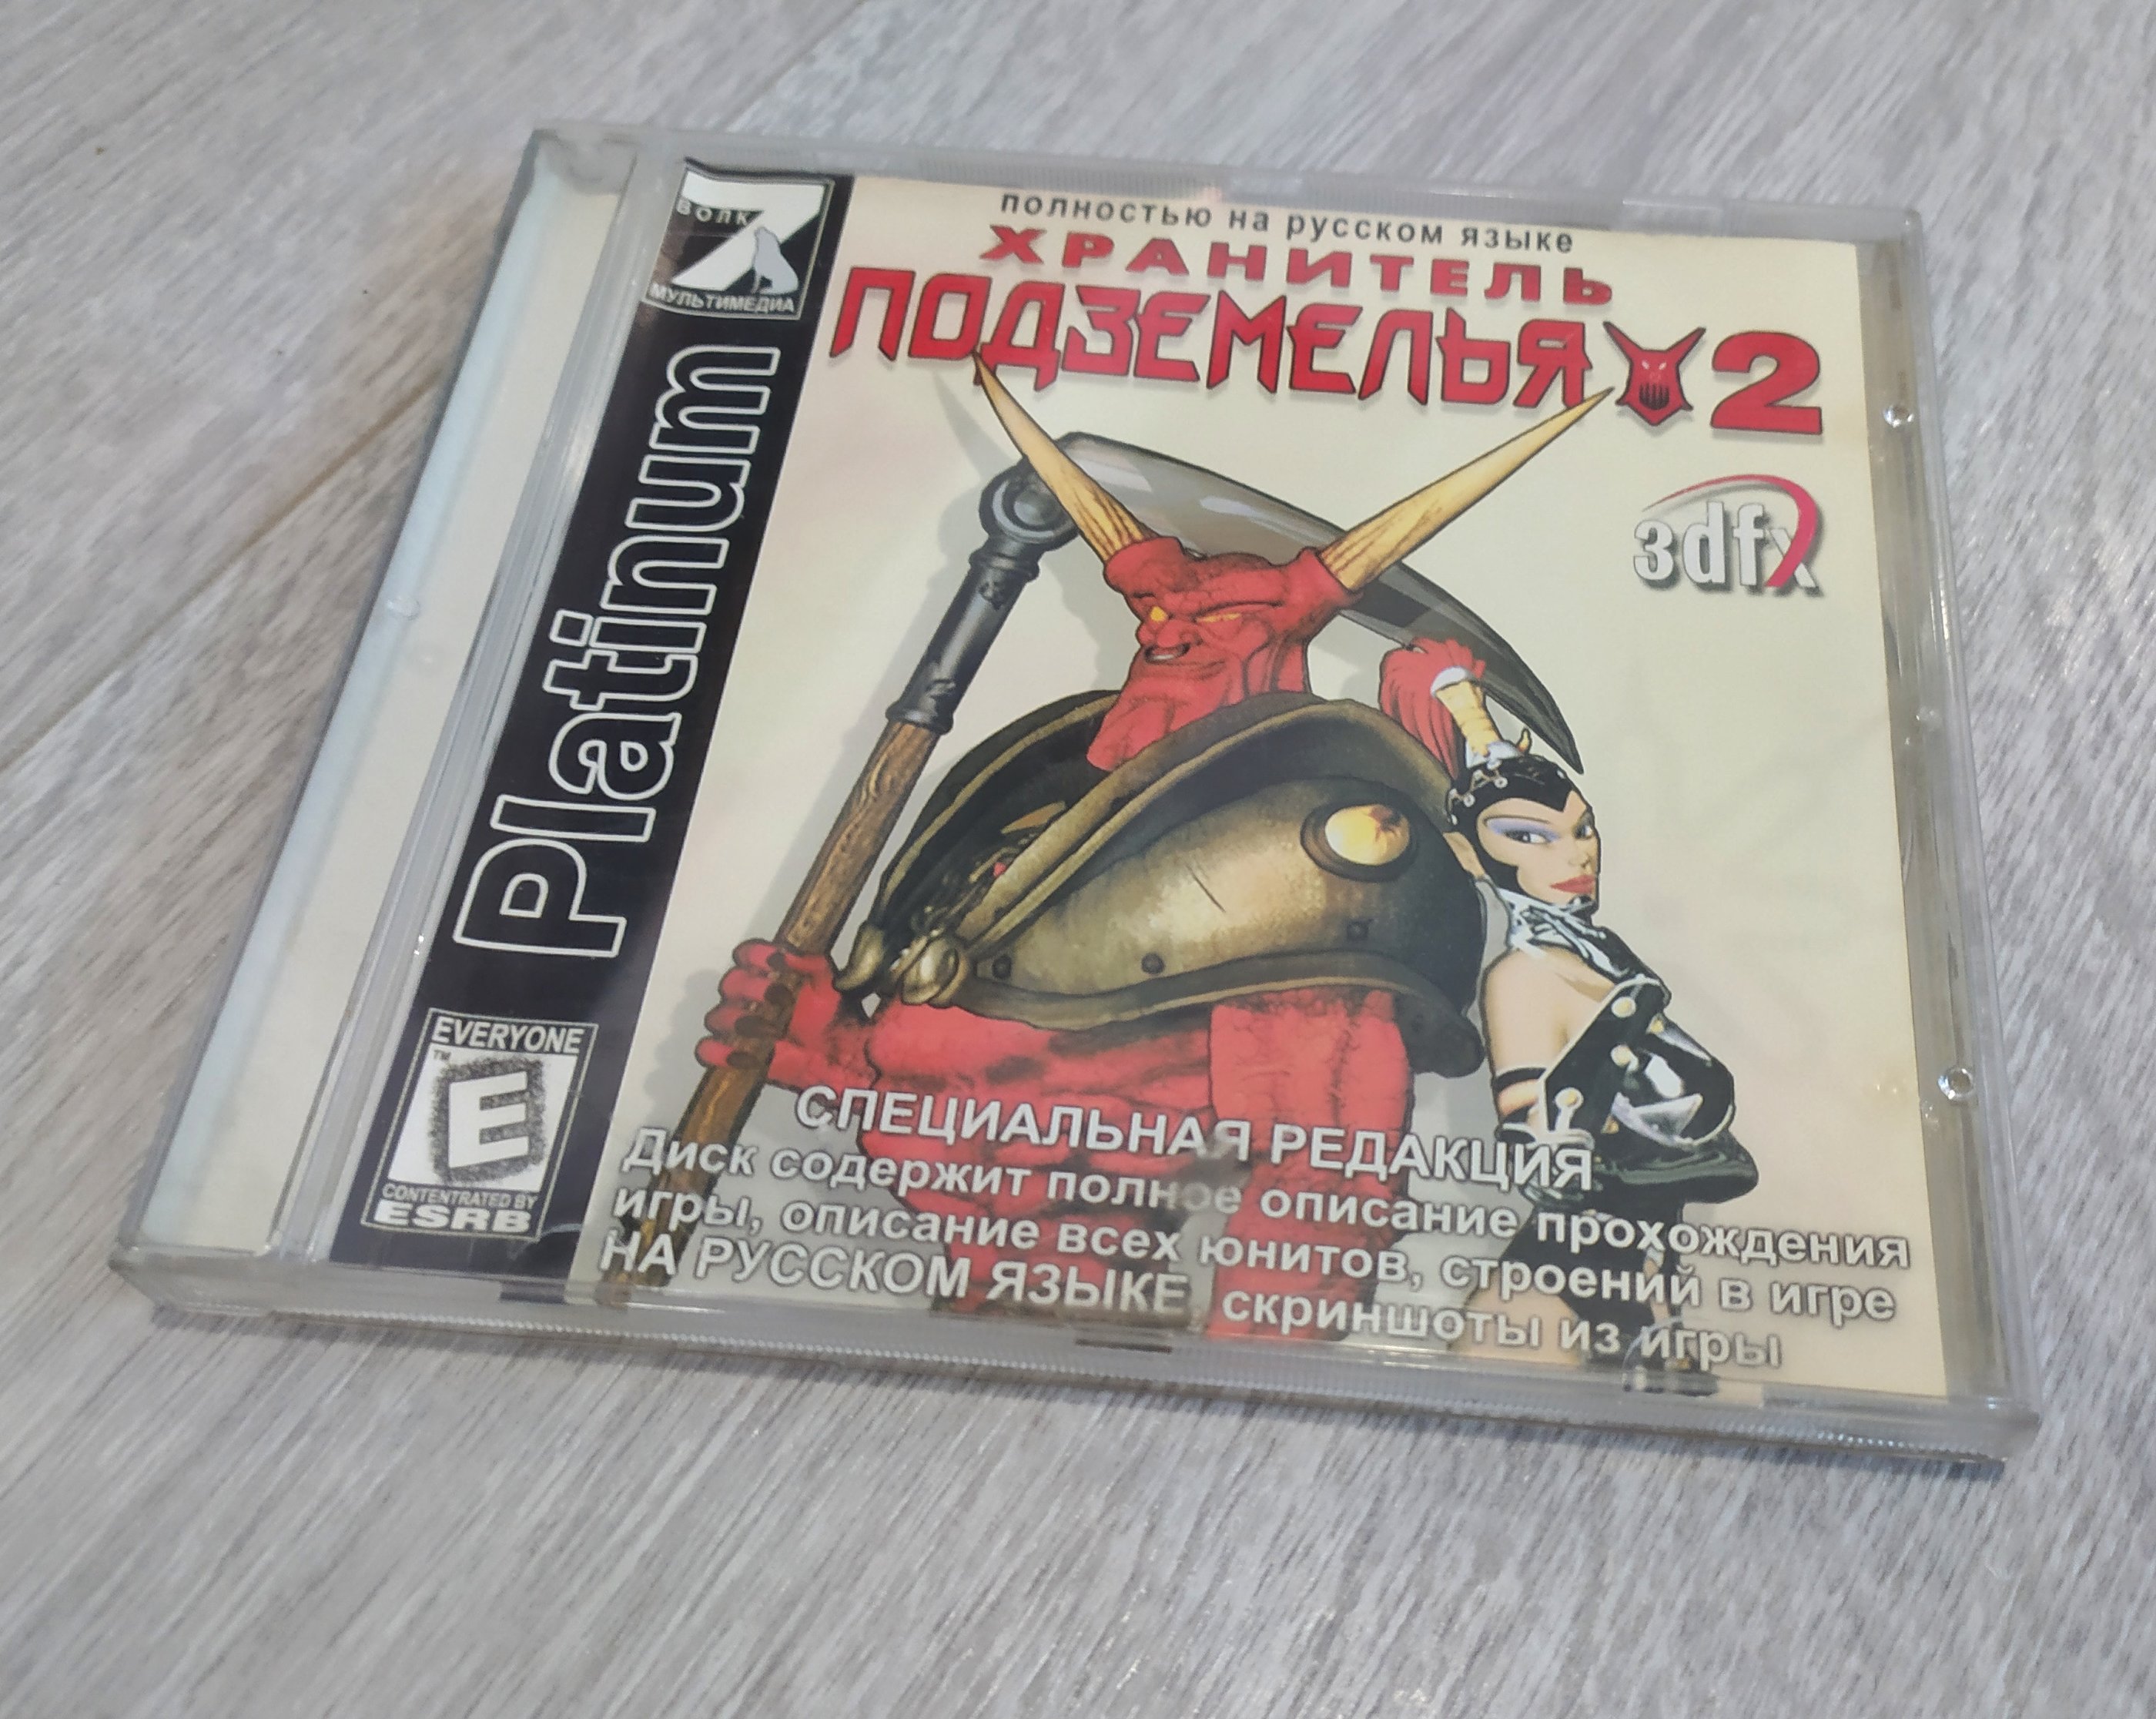 ВОЛК
МУЛЬТИМЕДИА
Platinum
EVERYONE
TM
E
CONTENTRATED BY
ESRB
полностью на русском языке
ХРАНИТЕЛЬ
ПОДЗЕМЕЛЬЯ 2
3dfx
СПЕЦИАЛЬНАЯ РЕДАКЦИЯ
Диск содержит полное описание прохождения
игры, описание всех юнитов, строений в игре
НА РУССКОМ ЯЗЫКЕ, скриншоты из игры